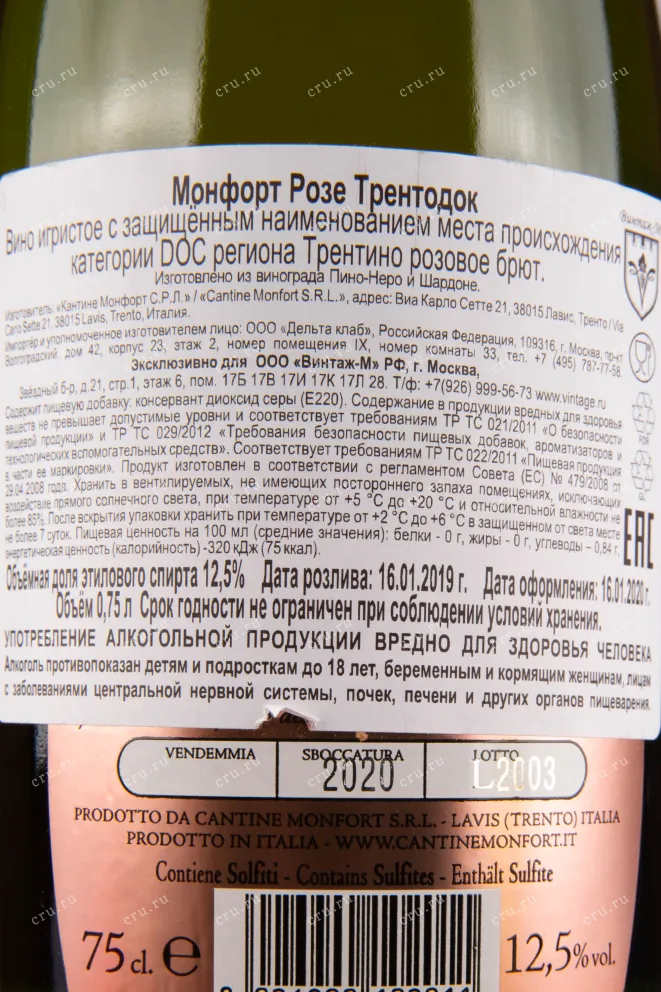 Монфорт Розе Трентодок
Вино игристое с защищённым наименованием места происхождения
категории DOC региона Трентино розовое брют.
Изготовлено из винограда Пино-Неро и Шардоне.
Изготовитель: «Кантине Монфорт С.Р.Л.» / «Cantine Monfort S.R.L.», адрес: Виа Карло Сетте 21, 38015 Лавис, Тренто / Via
Carlo Sette 21, 38015 Lavis, Trento, Италия.
Импортёр и уполномоченное изготовителем лицо: ООО «Дельта клаб», Российская Федерация, 109316, г. Москва, пр-кт
Волгоградский, дом 42, корпус 23, этаж 2, номер помещения IX, номер комнаты 33, тел. +7 (495) 787-77-58.
Эксклюзивно для ООО «Винтаж-М» РФ, г. Москва,
Звёздный б-р, д.21, стр.1, этаж 6, пом. 17Б 17В 17И 17К 17Л 28. Т/ф: +7(926) 999-56-73 www.vintage.ru
Содержит пищевую добавку: консервант диоксид серы (Е220). Содержание в продукции вредных для здоровья
веществ не превышает допустимые уровни и соответствует требованиям ТР ТС 021/2011 «О безопасности
пищевой продукции» и ТР ТС 029/2012 «Требования безопасности пищевых добавок, ароматизаторов и
технологических вспомогательных средств». Соответствует требованиям ТР ТС 022/2011 «Пищевая продукция
в части ее маркировки». Продукт изготовлен в соответствии с регламентом Совета (ЕС) № 479/2008 от
29.04.2008 года. Хранить в вентилируемых, не имеющих постороннего запаха помещениях, исключающих
воздействие прямого солнечного света, при температуре от +5 °C до +20 °C и относительной влажности не
более 85%. После вскрытия упаковки хранить при температуре от +2 °C до +6 °C в защищенном от света месте
не более 7 суток. Пищевая ценность на 100 мл (средние значения): белки - 0 г, жиры - 0 г, углеводы – 0,84 г,
энергетическая ценность (калорийность) -320 кДж (75 ккал).
Объёмная доля этилового спирта 12,5% Дата розлива: 16.01.2019 г. Дата оформления: 16.01.2020 г.
Объём 0,75 л Срок годности не ограничен при соблюдении условий хранения.
УПОТРЕБЛЕНИЕ АЛКОГОЛЬНОЙ ПРОДУКЦИИ ВРЕДНО ДЛЯ ЗДОРОВЬЯ ЧЕЛОВЕКА
Алкоголь противопоказан детям и подросткам до 18 лет, беременным и кормящим женщинам, лицам
с заболеваниями центральной нервной системы, почек, печени и других органов пищеварения.
Винтаж-М
FOR
GL
EAC
VENDEMMIA SBOCCATURA LOTTO
2020 L2003
PRODOTTO DA CANTINE MONFORT S.R.L. - LAVIS (TRENTO) ITALIA
PRODOTTO IN ITALIA - WWW.CANTINEMONFORT.IT
Contiene Solfiti - Contains Sulfites - Enthält Sulfite
75 cl. e 12,5% vol.